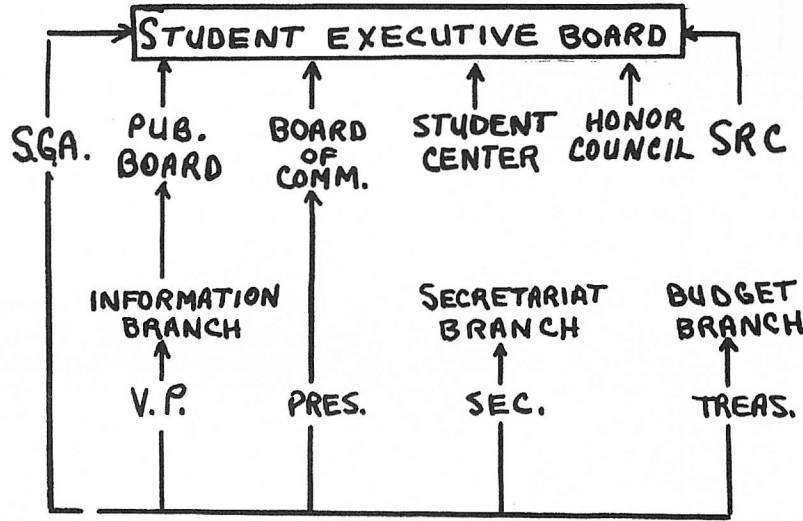 STUDENT EXECUTIVE BOARD
S.G.A.
PUB.
BOARD
BOARD
OF
COMM.
STUDENT
CENTER
HONOR
COUNCIL
SRC
INFORMATION
BRANCH
SECRETARIAT
BRANCH
BUDGET
BRANCH
V.P.
PRES.
SEC.
TREAS.